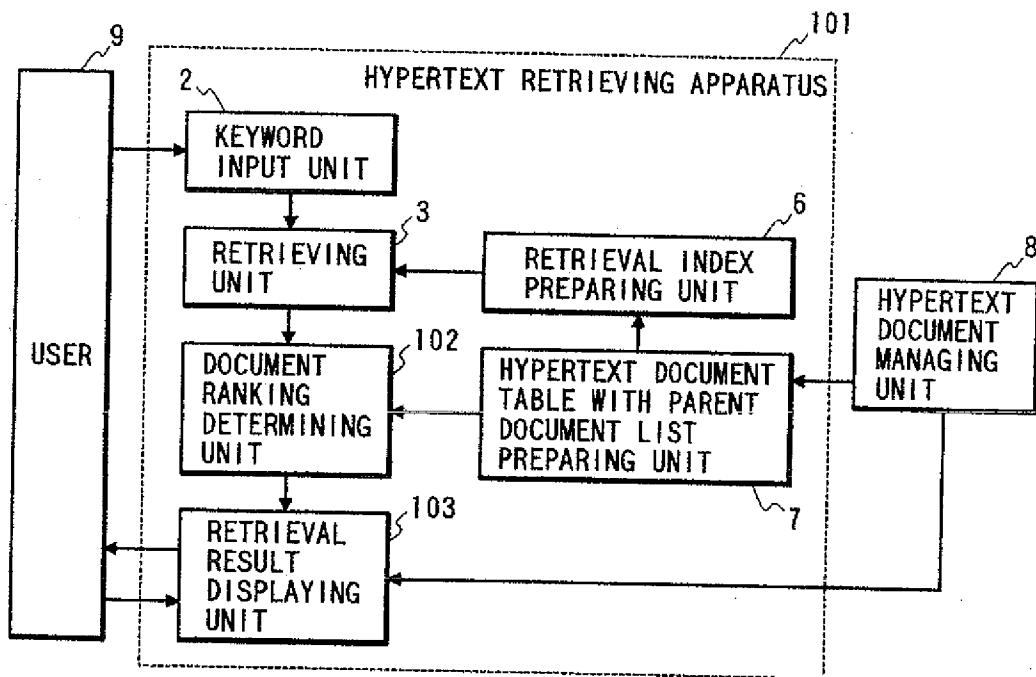 101
9
HYPERTEXT RETRIEVING APPARATUS
2
KEYWORD
INPUT UNIT
3
RETRIEVING
UNIT
6
RETRIEVAL INDEX
PREPARING UNIT
8
HYPERTEXT
DOCUMENT
MANAGING
UNIT
USER
102
DOCUMENT
RANKING
DETERMINING
UNIT
HYPERTEXT DOCUMENT
TABLE WITH PARENT
DOCUMENT LIST
PREPARING UNIT
7
103
RETRIEVAL
RESULT
DISPLAYING
UNIT